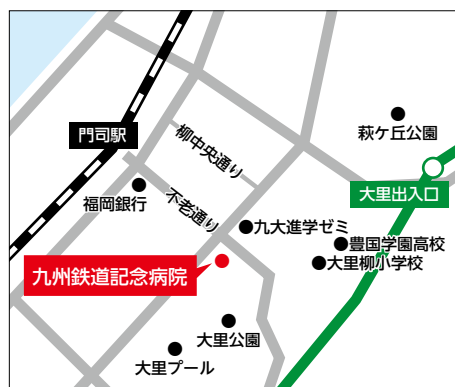 門司駅
萩ケ丘公園
柳中央通り
大里出入口
福岡銀行
不老通り
九大進学ゼミ
豊国学園高校
大里柳小学校
九州鉄道記念病院
大里公園
大里プール